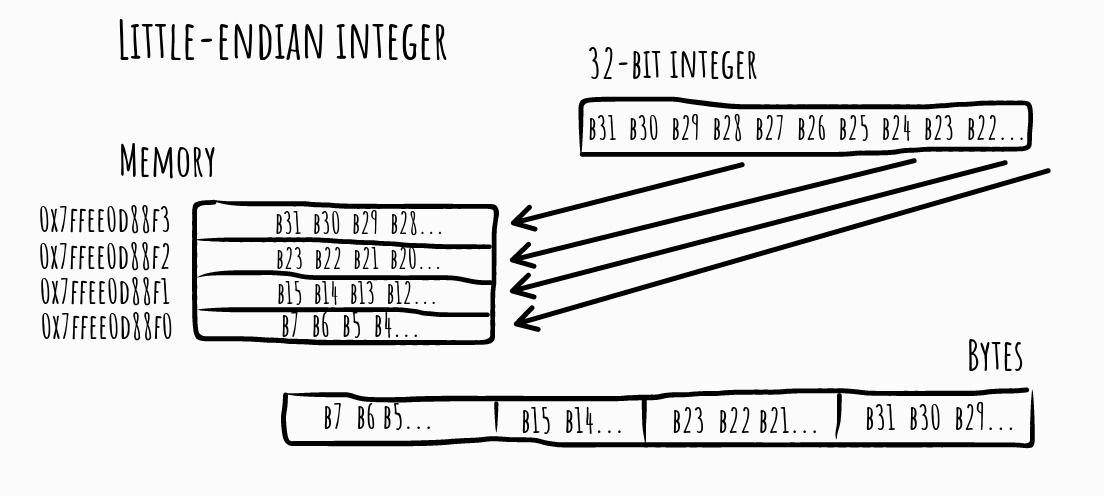 Little-endian integer
32-bit integer
B31 B30 B29 B28 B27 B26 B25 B24 B23 B22...
Memory
0x7ffee0d88f3 B31 B30 B29 B28...
0x7ffee0d88f2 B23 B22 B21 B20...
0x7ffee0d88f1 B15 B14 B13 B12...
0x7ffee0d88f0 B7 B6 B5 B4...
Bytes
B7 B6 B5... B15 B14... B23 B22 B21... B31 B30 B29...